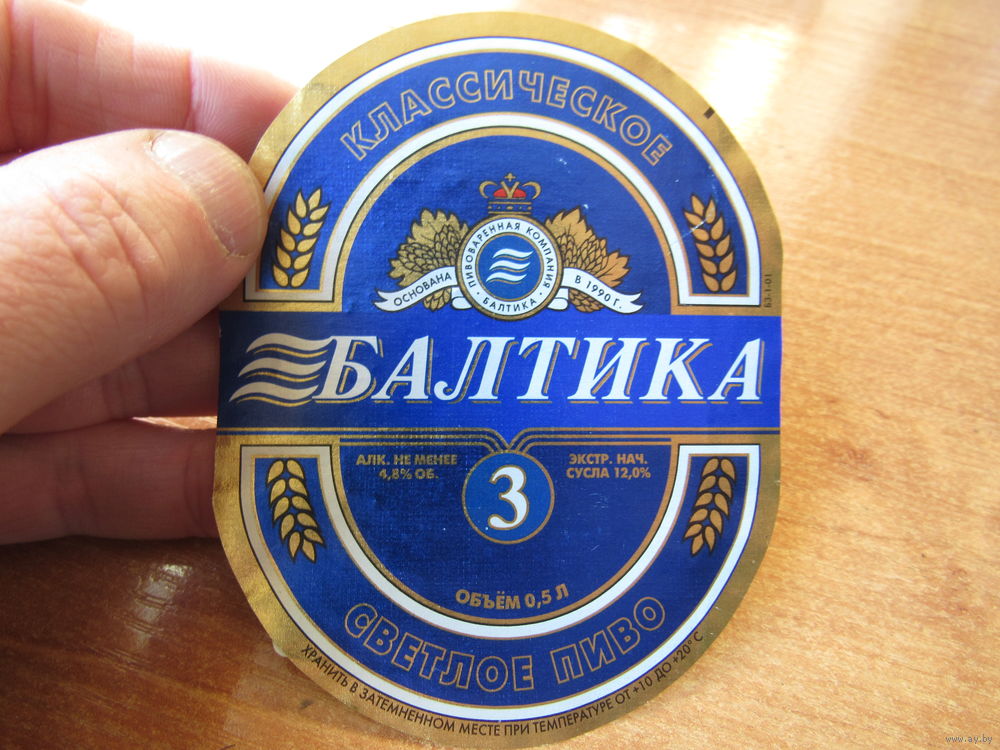 КЛАССИЧЕСКОЕ
ПИВОВАРЕННАЯ КОМПАНИЯ
· БАЛТИКА ·
ОСНОВАНА В 1990 Г.
БАЛТИКА
АЛК. НЕ МЕНЕЕ
4,8% ОБ.
ЭКСТР. НАЧ.
СУСЛА 12,0%
3
ОБЪЁМ 0,5 Л
СВЕТЛОЕ ПИВО
ХРАНИТЬ В ЗАТЕМНЕННОМ МЕСТЕ ПРИ ТЕМПЕРАТУРЕ ОТ +10 ДО +20°С
www.ay.by